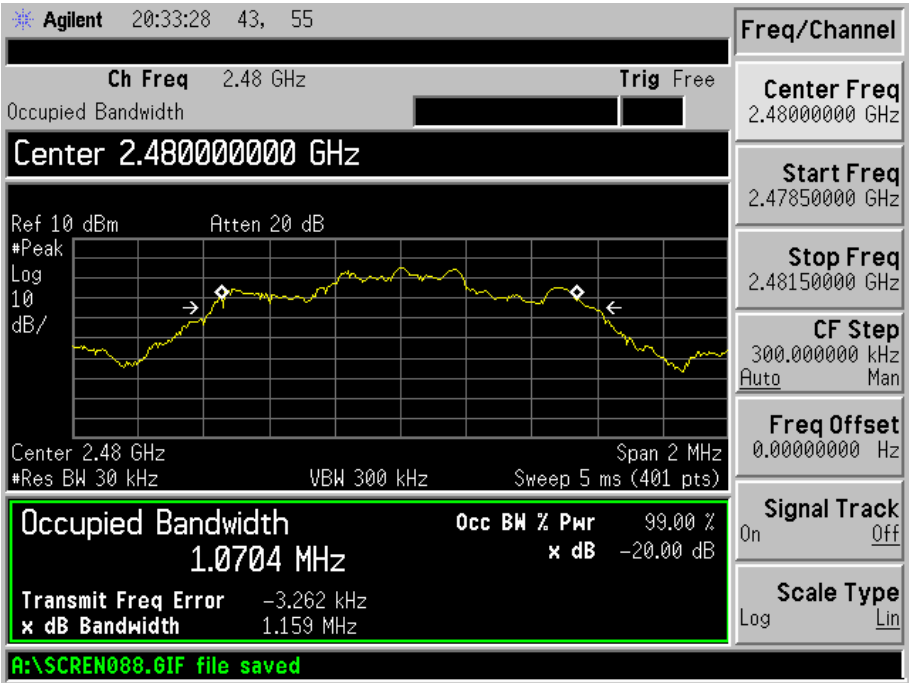 Agilent 20:33:28 43, 55
Ch Freq 2.48 GHz Trig Free
Occupied Bandwidth
Center 2.480000000 GHz
Ref 10 dBm Atten 20 dB
#Peak
Log
10
dB/
Center 2.48 GHz Span 2 MHz
#Res BW 30 kHz VBW 300 kHz Sweep 5 ms (401 pts)
Occupied Bandwidth Occ BW % Pwr 99.00 %
1.0704 MHz x dB -20.00 dB
Transmit Freq Error -3.262 kHz
x dB Bandwidth 1.159 MHz
A:\SCREN088.GIF file saved
Freq/Channel
Center Freq
2.48000000 GHz
Start Freq
2.47850000 GHz
Stop Freq
2.48150000 GHz
CF Step
300.000000 kHz
Auto Man
Freq Offset
0.00000000 Hz
Signal Track
On Off
Scale Type
Log Lin